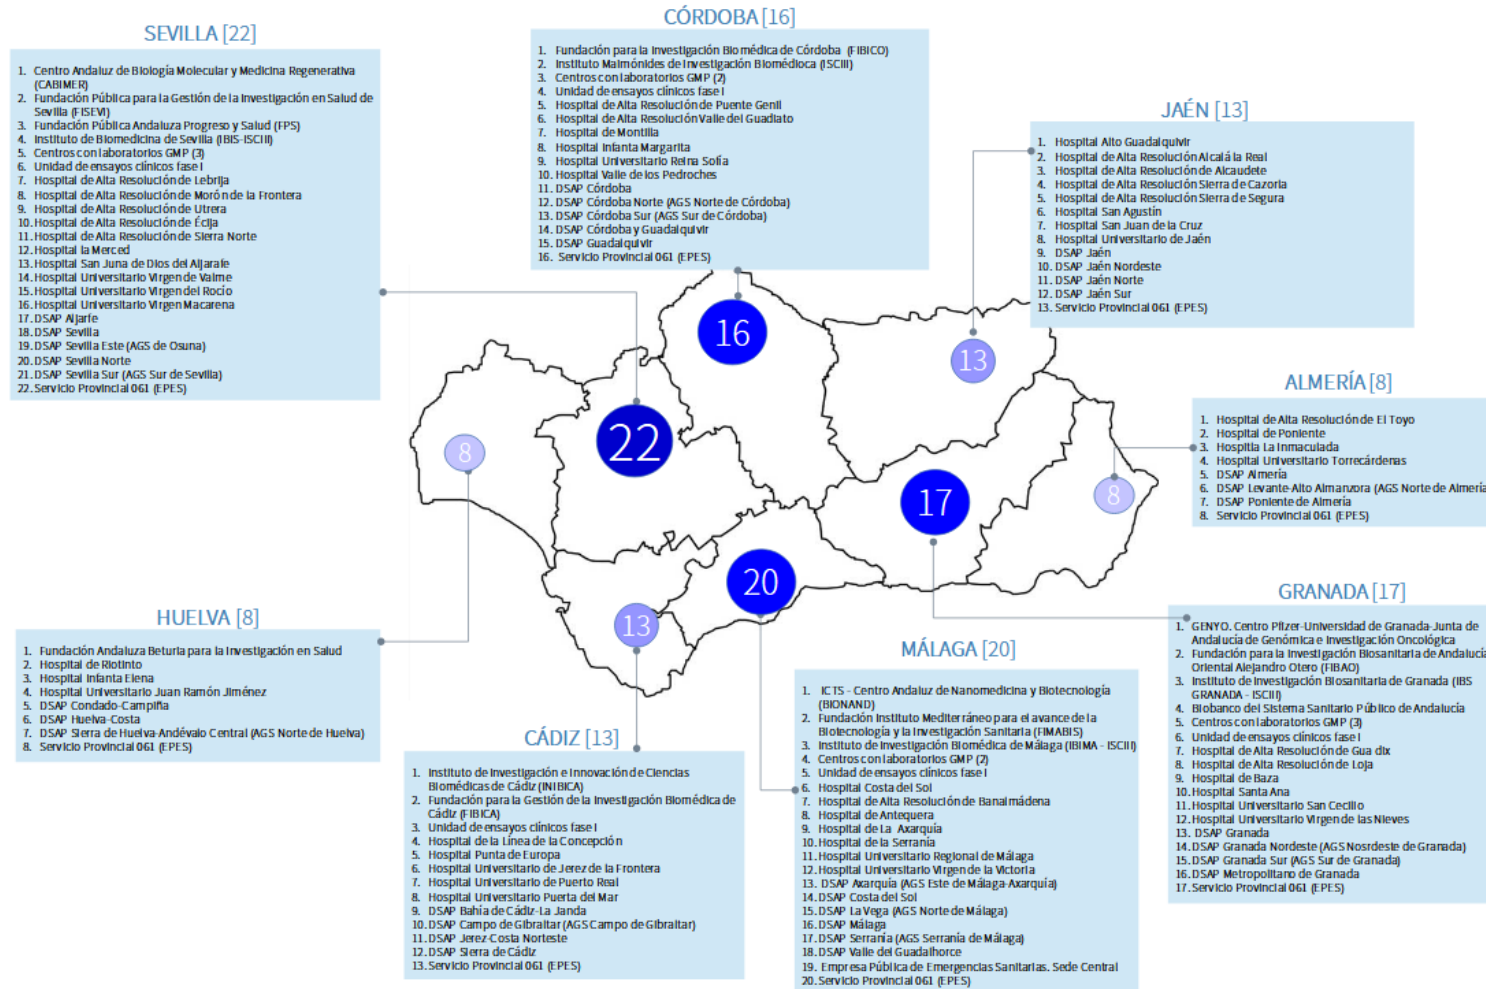 SEVILLA [22]
1. Centro Andaluz de Biología Molecular y Medicina Regenerativa
(CABIMER)
2. Fundación Pública para la Gestión de la Investigación en Salud de
Sevilla (FISEVI)
3. Fundación Pública Andaluza Progreso y Salud (FPS)
4. Instituto de Biomedicina de Sevilla (IBIS-ISCIII)
5. Centros con laboratorios GMP (3)
6. Unidad de ensayos clínicos fase I
7. Hospital de Alta Resolución de Lebrija
8. Hospital de Alta Resolución de Morón de la Frontera
9. Hospital de Alta Resolución de Utrera
10. Hospital de Alta Resolución de Écija
11. Hospital de Alta Resolución de Sierra Norte
12. Hospital la Merced
13. Hospital San Juna de Dios del Aljarafe
14. Hospital Universitario Virgen de Valme
15. Hospital Universitario Virgen del Rocío
16. Hospital Universitario Virgen Macarena
17. DSAP Aljarfe
18. DSAP Sevilla
19. DSAP Sevilla Este (AGS de Osuna)
20. DSAP Sevilla Norte
21. DSAP Sevilla Sur (AGS Sur de Sevilla)
22. Servicio Provincial 061 (EPES)
CÓRDOBA [16]
1. Fundación para la Investigación Biomédica de Córdoba (FIBICO)
2. Instituto Maimónides de Investigación Biomédioca (ISCIII)
3. Centros con laboratorios GMP (2)
4. Unidad de ensayos clínicos fase I
5. Hospital de Alta Resolución de Puente Genil
6. Hospital de Alta Resolución Valle del Guadiato
7. Hospital de Montilla
8. Hospital Infanta Margarita
9. Hospital Universitario Reina Sofía
10. Hospital Valle de los Pedroches
11. DSAP Córdoba
12. DSAP Córdoba Norte (AGS Norte de Córdoba)
13. DSAP Córdoba Sur (AGS Sur de Córdoba)
14. DSAP Córdoba y Guadalquivir
15. DSAP Guadalquivir
16. Servicio Provincial 061 (EPES)
JAÉN [13]
1. Hospital Alto Guadalquivir
2. Hospital de Alta Resolución Alcalá la Real
3. Hospital de Alta Resolución de Alcaudete
4. Hospital de Alta Resolución Sierra de Cazorla
5. Hospital de Alta Resolución Sierra de Segura
6. Hospital San Agustín
7. Hospital San Juan de la Cruz
8. Hospital Universitario de Jaén
9. DSAP Jaén
10. DSAP Jaén Nordeste
11. DSAP Jaén Norte
12. DSAP Jaén Sur
13. Servicio Provincial 061 (EPES)
16
13
22
8
17
8
20
13
ALMERÍA [8]
1. Hospital de Alta Resolución de El Toyo
2. Hospital de Poniente
3. Hospitla La Inmaculada
4. Hospital Universitario Torrecárdenas
5. DSAP Almería
6. DSAP Levante-Alto Almanzora (AGS Norte de Almería
7. DSAP Poniente de Almería
8. Servicio Provincial 061 (EPES)
HUELVA [8]
1. Fundación Andaluza Beturia para la Investigación en Salud
2. Hospital de Riotinto
3. Hospital Infanta Elena
4. Hospital Universitario Juan Ramón Jiménez
5. DSAP Condado-Campiña
6. DSAP Huelva-Costa
7. DSAP Sierra de Huelva-Andévalo Central (AGS Norte de Huelva)
8. Servicio Provincial 061 (EPES)
CÁDIZ [13]
1. Instituto de Investigación e Innovación de Ciencias
Biomédicas de Cádiz (INIBICA)
2. Fundación para la Gestión de la Investigación Biomédica de
Cádiz (FIBICA)
3. Unidad de ensayos clínicos fase I
4. Hospital de la Línea de la Concepción
5. Hospital Punta de Europa
6. Hospital Universitario de Jerez de la Frontera
7. Hospital Universitario de Puerto Real
8. Hospital Universitario Puerta del Mar
9. DSAP Bahía de Cádiz-La Janda
10. DSAP Campo de Gibraltar (AGS Campo de Gibraltar)
11. DSAP Jerez-Costa Norteste
12. DSAP Sierra de Cádiz
13. Servicio Provincial 061 (EPES)
MÁLAGA [20]
1. ICTS - Centro Andaluz de Nanomedicina y Biotecnología
(BIONAND)
2. Fundación Instituto Mediterráneo para el avance de la
Biotecnología y la Investigación Sanitaria (FIMABIS)
3. Instituto de Investigación Biomédica de Málaga (IBIMA - ISCIII)
4. Centros con laboratorios GMP (2)
5. Unidad de ensayos clínicos fase I
6. Hospital Costa del Sol
7. Hospital de Alta Resolución de Banalmádena
8. Hospital de Antequera
9. Hospital de La Axarquía
10. Hospital de la Serranía
11. Hospital Universitario Regional de Málaga
12. Hospital Universitario Virgen de la Victoria
13. DSAP Axarquía (AGS Este de Málaga-Axarquía)
14. DSAP Costa del Sol
15. DSAP La Vega (AGS Norte de Málaga)
16. DSAP Málaga
17. DSAP Serranía (AGS Serranía de Málaga)
18. DSAP Valle del Guadalhorce
19. Empresa Pública de Emergencias Sanitarias. Sede Central
20. Servicio Provincial 061 (EPES)
GRANADA [17]
1. GENYO. Centro Pfizer-Universidad de Granada-Junta de
Andalucía de Genómica e Investigación Oncológica
2. Fundación para la Investigación Biosanitaria de Andalucía
Oriental Alejandro Otero (FIBAO)
3. Instituto de Investigación Biosanitaria de Granada (IBS
GRANADA - ISCIII)
4. Biobanco del Sistema Sanitario Público de Andalucía
5. Centros con laboratorios GMP (3)
6. Unidad de ensayos clínicos fase I
7. Hospital de Alta Resolución de Gua dix
8. Hospital de Alta Resolución de Loja
9. Hospital de Baza
10. Hospital Santa Ana
11. Hospital Universitario San Cecilio
12. Hospital Universitario Virgen de las Nieves
13. DSAP Granada
14. DSAP Granada Nordeste (AGS Nosrdeste de Granada)
15. DSAP Granada Sur (AGS Sur de Granada)
16. DSAP Metropolitano de Granada
17. Servicio Provincial 061 (EPES)